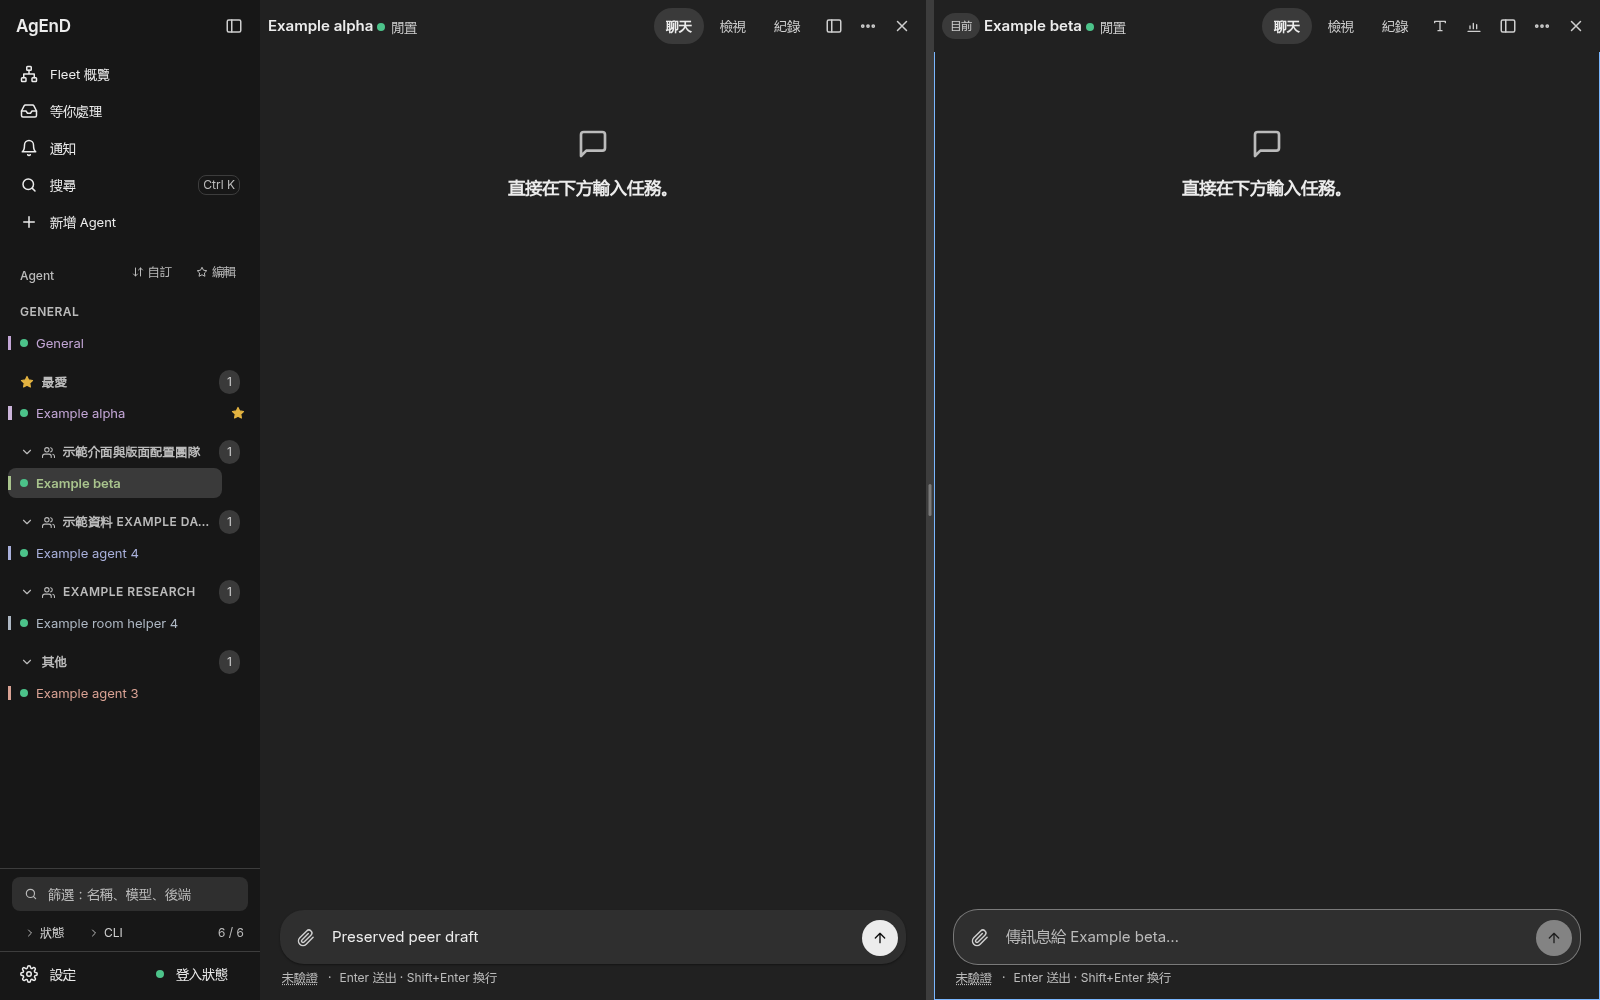 AgEnD
Fleet 概覽
等你處理
通知
搜尋 Ctrl K
新增 Agent
Agent 自訂 編輯
GENERAL
General
最愛 1
Example alpha
示範介面與版面配置團隊 1
Example beta
示範資料 EXAMPLE DA... 1
Example agent 4
EXAMPLE RESEARCH 1
Example room helper 4
其他 1
Example agent 3
篩選：名稱、模型、後端
狀態 CLI 6 / 6
設定 登入狀態
Example alpha 閒置 聊天 檢視 紀錄
直接在下方輸入任務。
Preserved peer draft
未驗證 · Enter 送出 · Shift+Enter 換行
目前 Example beta 閒置 聊天 檢視 紀錄
直接在下方輸入任務。
傳訊息給 Example beta...
未驗證 · Enter 送出 · Shift+Enter 換行